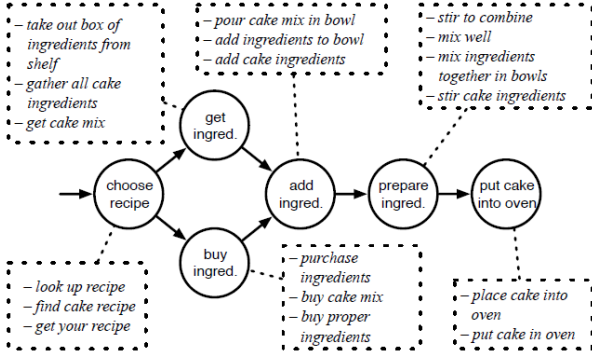 – take out box of
ingredients from
shelf
– gather all cake
ingredients
– get cake mix
– pour cake mix in bowl
– add ingredients to bowl
– add cake ingredients
– stir to combine
– mix well
– mix ingredients
together in bowls
– stir cake ingredients
get
ingred.
choose
recipe
add
ingred.
prepare
ingred.
put cake
into oven
buy
ingred.
– look up recipe
– find cake recipe
– get your recipe
– purchase
ingredients
– buy cake mix
– buy proper
ingredients
– place cake into
oven
– put cake in oven